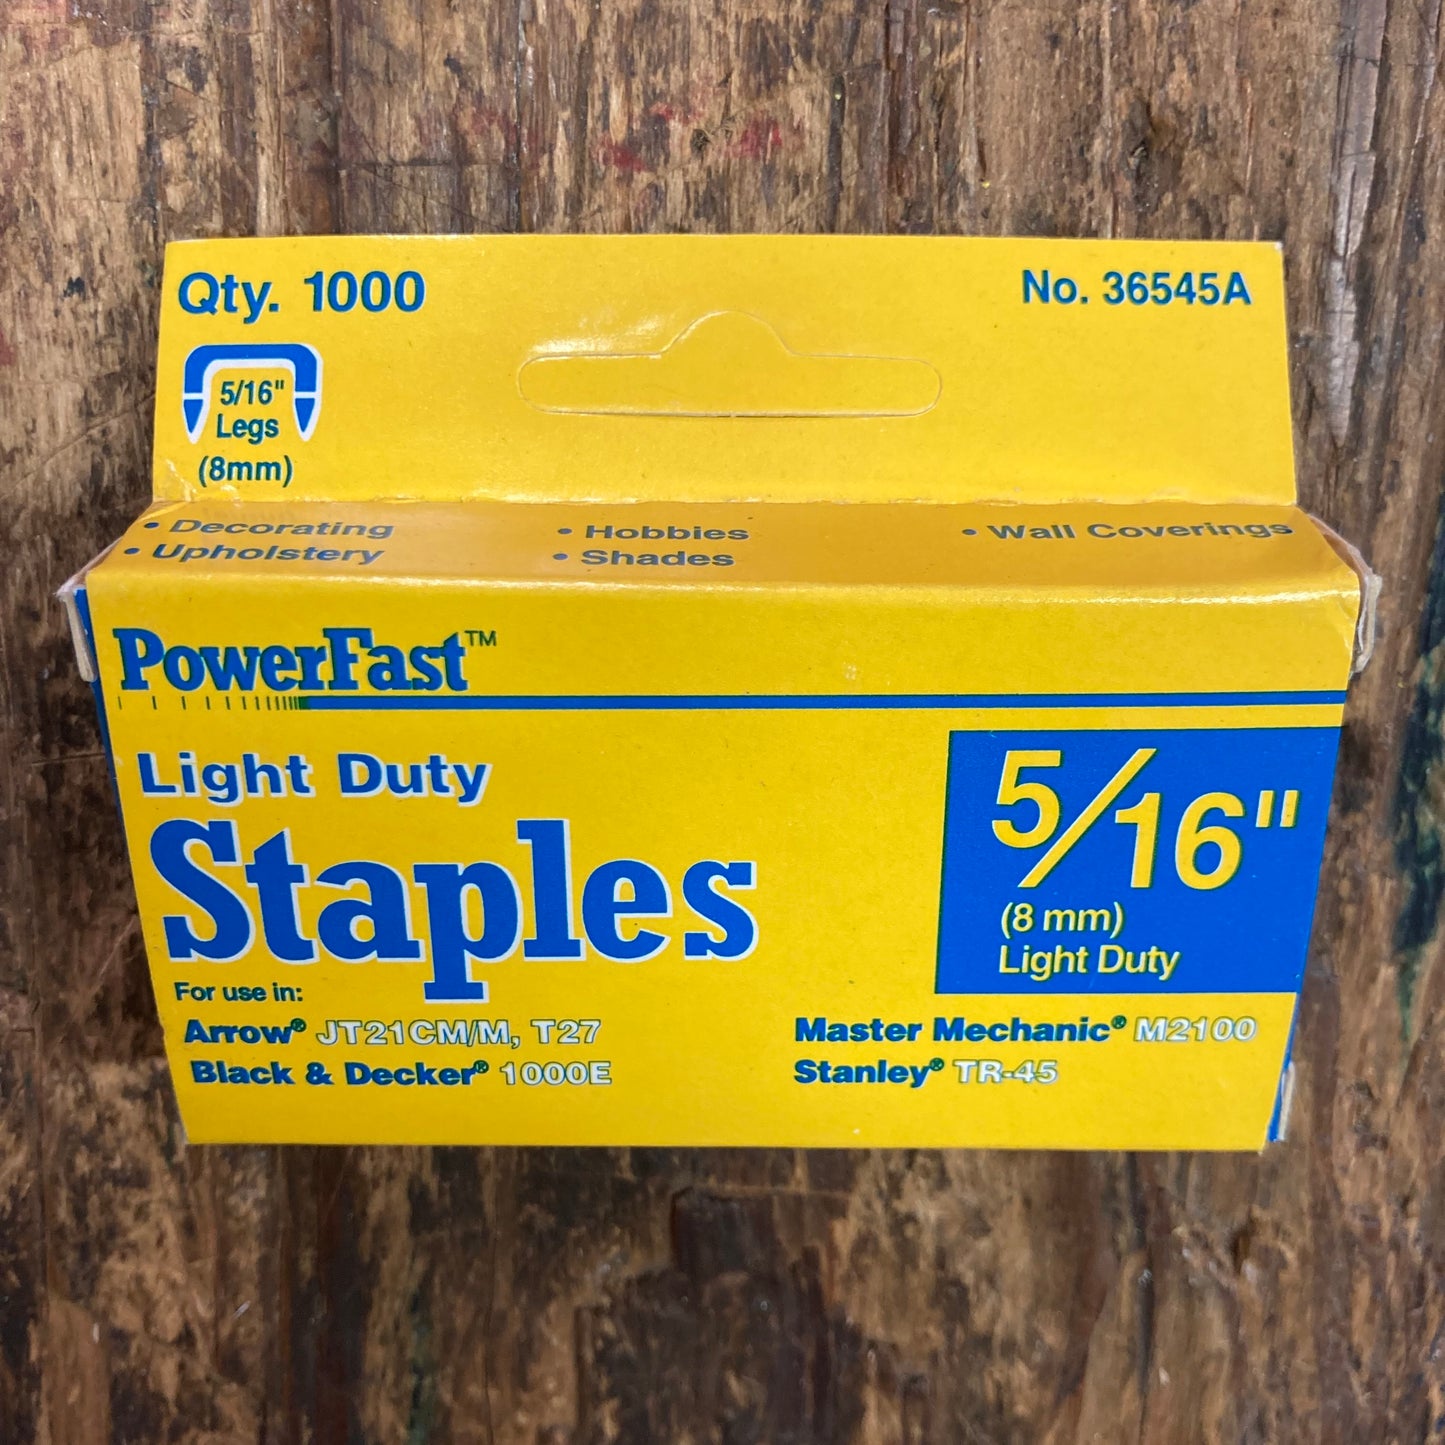 Qty. 1000
No. 36545A
5/16"
Legs
(8mm)
• Decorating • Hobbies • Wall Coverings
• Upholstery • Shades
PowerFast™
Light Duty
Staples
5/16"
(8 mm)
Light Duty
For use in:
Arrow® JT21CM/M, T27
Black & Decker® 1000E
Master Mechanic® M2100
Stanley® TR-45